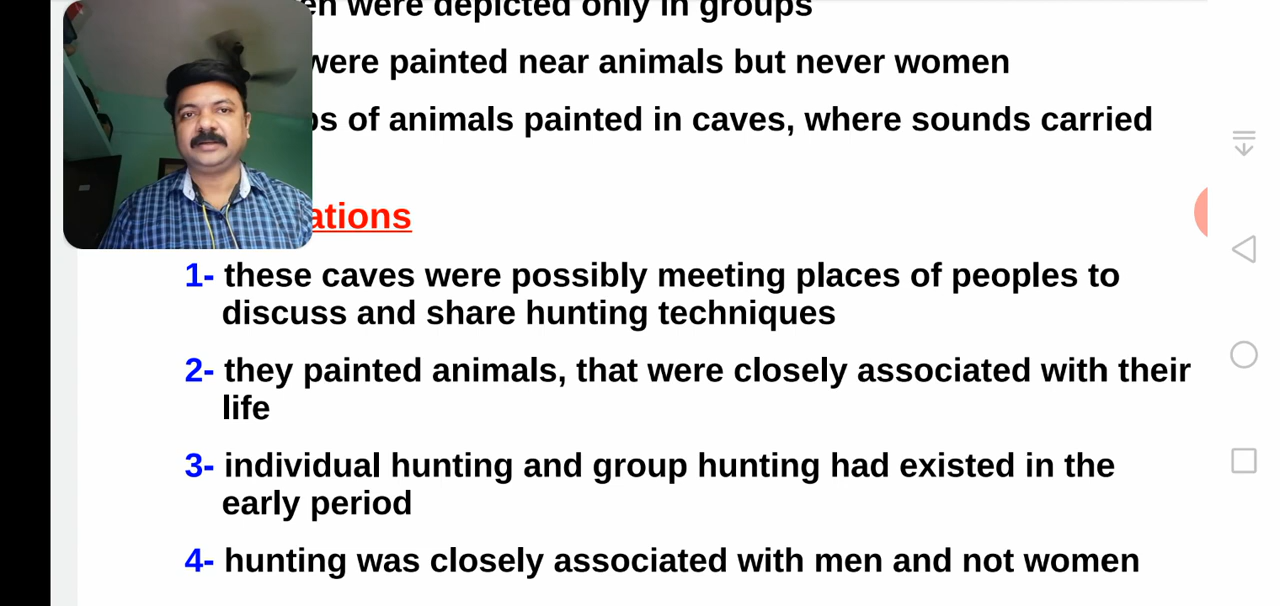 were depicted only in groups
were painted near animals but never women
of animals painted in caves, where sounds carried
1- these caves were possibly meeting places of peoples to
discuss and share hunting techniques
2- they painted animals, that were closely associated with their
life
3- individual hunting and group hunting had existed in the
early period
4- hunting was closely associated with men and not women